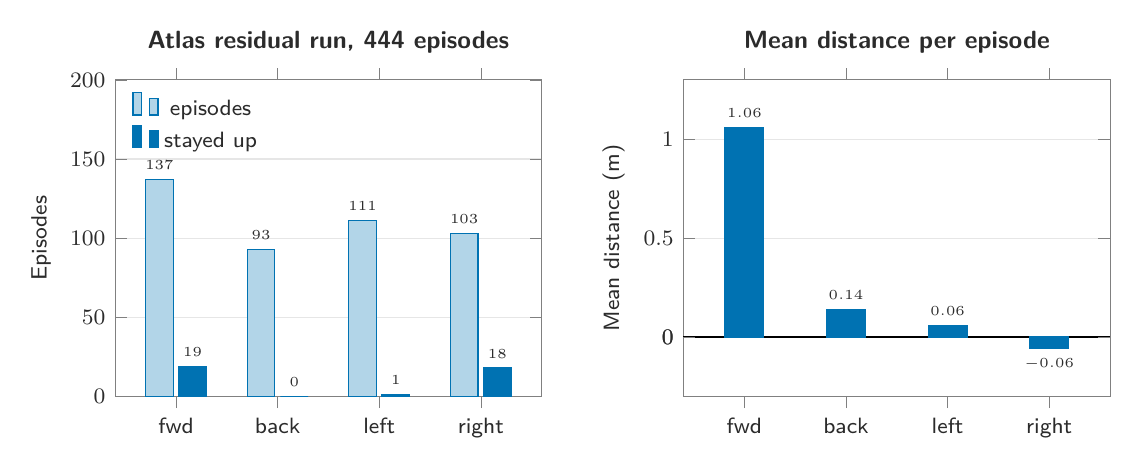 Atlas residual run, 444 episodes
episodes
stayed up
Episodes
200
150
100
50
0
137
19
93
0
111
1
103
18
fwd back left right
Mean distance per episode
Mean distance (m)
1
0.5
0
1.06
0.14
0.06
−0.06
fwd back left right